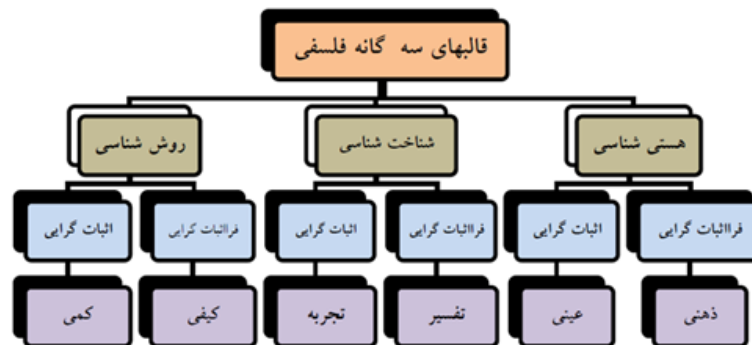 قالبهای سه گانه فلسفی
هستی شناسی
شناخت شناسی
روش شناسی
فرااثبات گرایی
اثبات گرایی
فرااثبات گرایی
اثبات گرایی
فرااثبات گرایی
اثبات گرایی
ذهنی
عینی
تفسیر
تجربه
کیفی
کمی